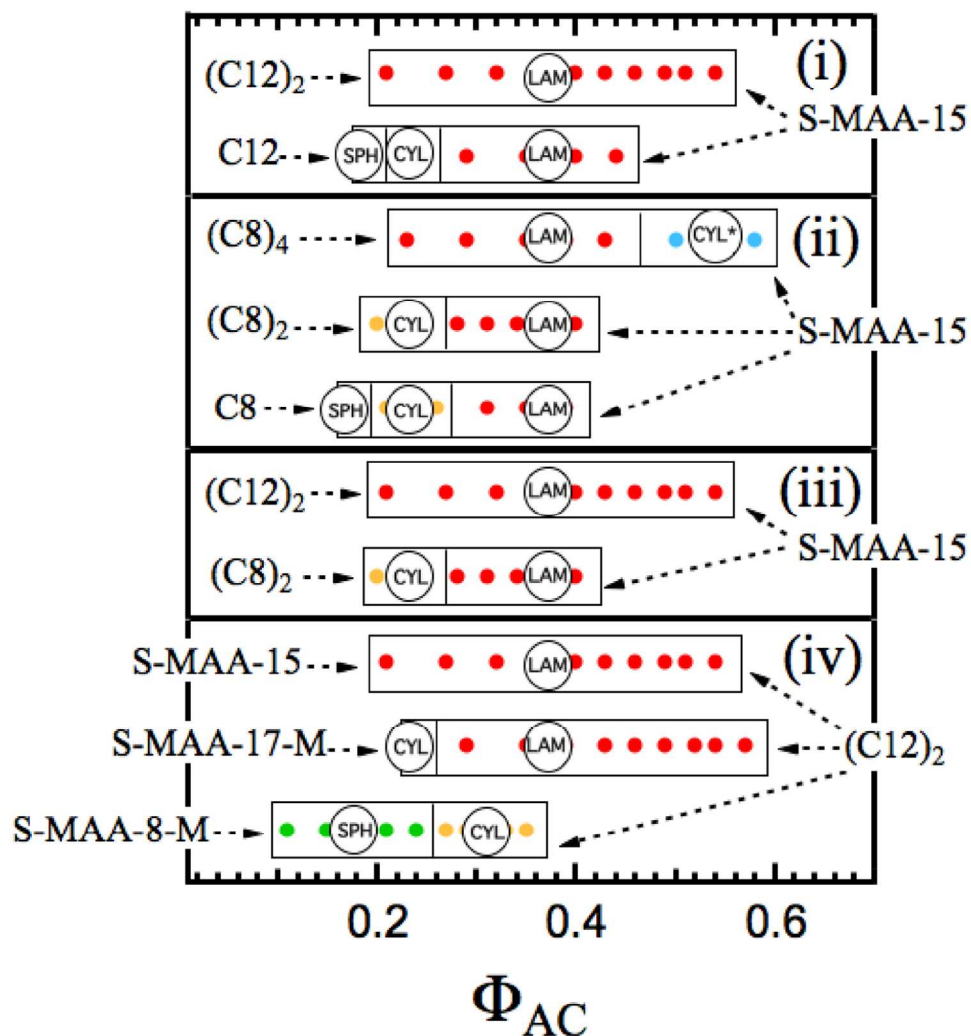 (C12)₂ LAM (i)
S-MAA-15
C12 SPH CYL LAM
(C8)₄ LAM CYL* (ii)
(C8)₂ CYL LAM S-MAA-15
C8 SPH CYL LAM
(C12)₂ LAM (iii)
S-MAA-15
(C8)₂ CYL LAM
S-MAA-15 LAM (iv)
S-MAA-17-M CYL LAM (C12)₂
S-MAA-8-M SPH CYL
0.2 0.4 0.6
Φ_AC